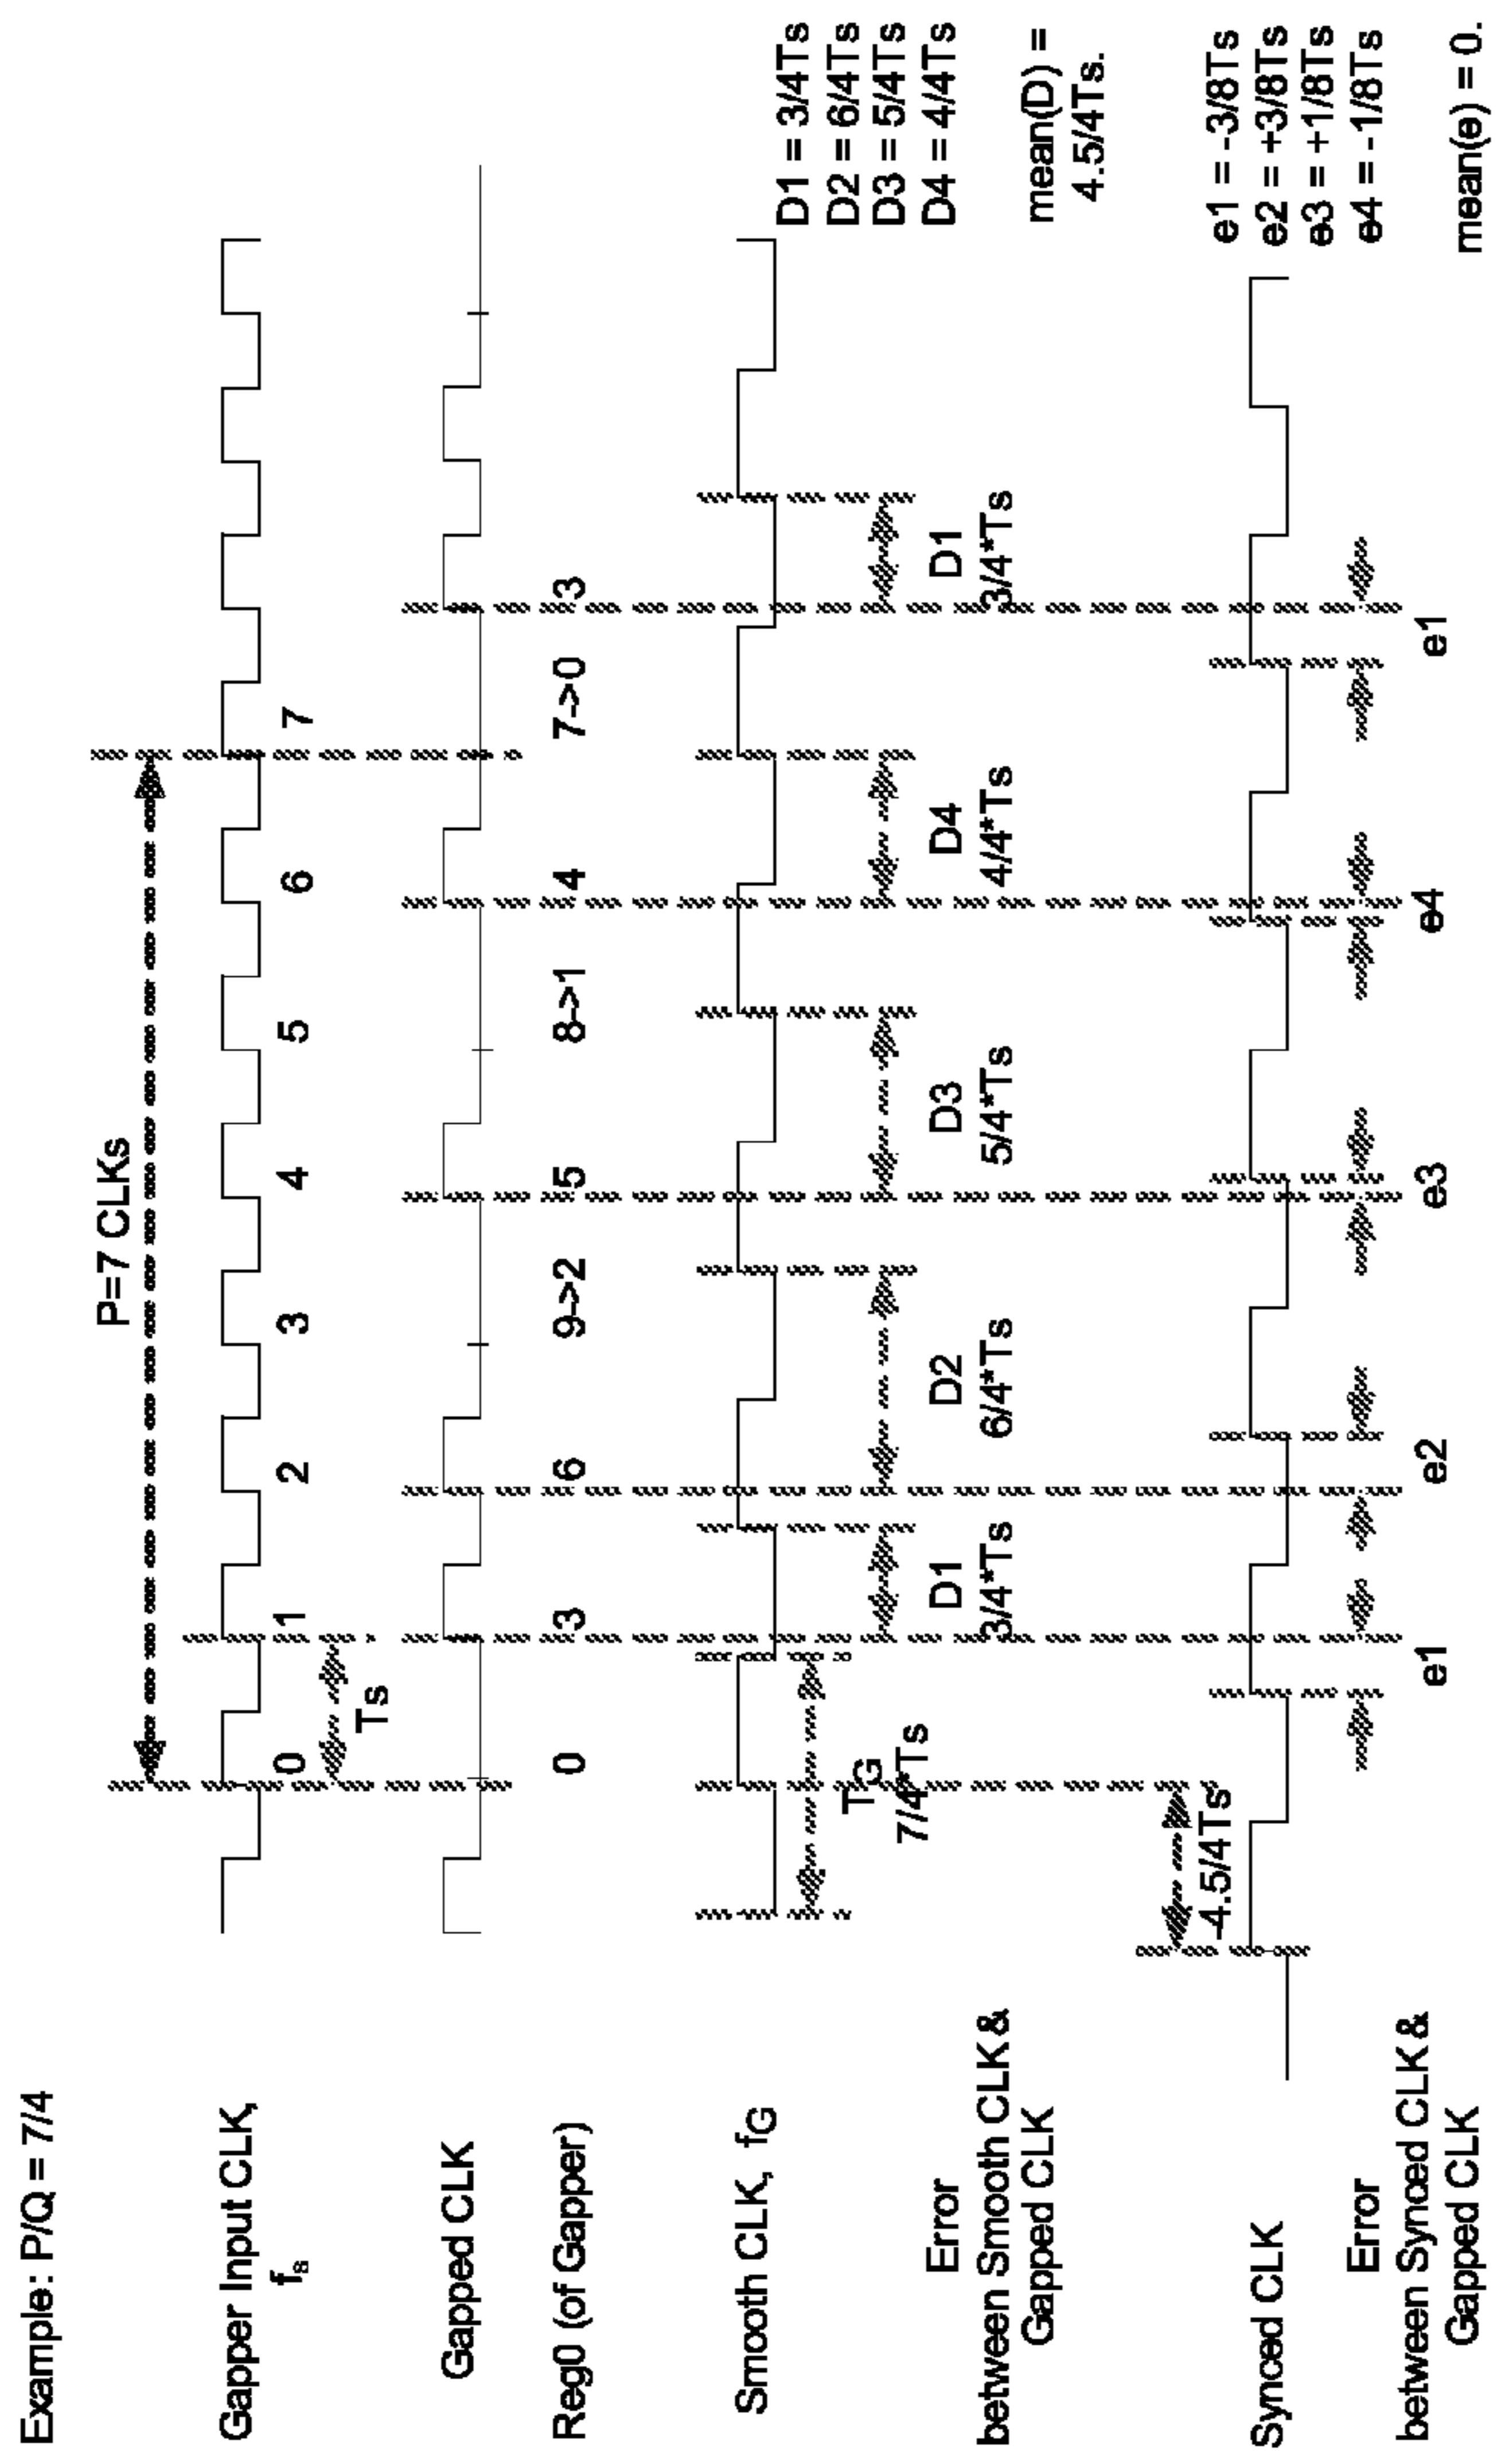 Example: P/Q = 7/4
P=7 CLKs
Gapper Input CLK,
fs
0 1 2 3 4 5 6 7
Ts
Gapped CLK
Reg0 (of Gapper)
0 3 6 9->2 5 8->1 4 7->0 3
Smooth CLK, fG
TG
7/4*Ts
Error
between Smooth CLK &
Gapped CLK
D1 D2 D3 D4 D1
3/4*Ts 6/4*Ts 5/4*Ts 4/4*Ts 3/4*Ts
D1 = 3/4Ts
D2 = 6/4Ts
D3 = 5/4Ts
D4 = 4/4Ts
mean(D) =
4.5/4Ts.
-4.5/4Ts
Synced CLK
Error
between Synced CLK &
Gapped CLK
e1 e2 e3 e4 e1
e1 = -3/8Ts
e2 = +3/8Ts
e3 = +1/8Ts
e4 = -1/8Ts
mean(e) = 0.